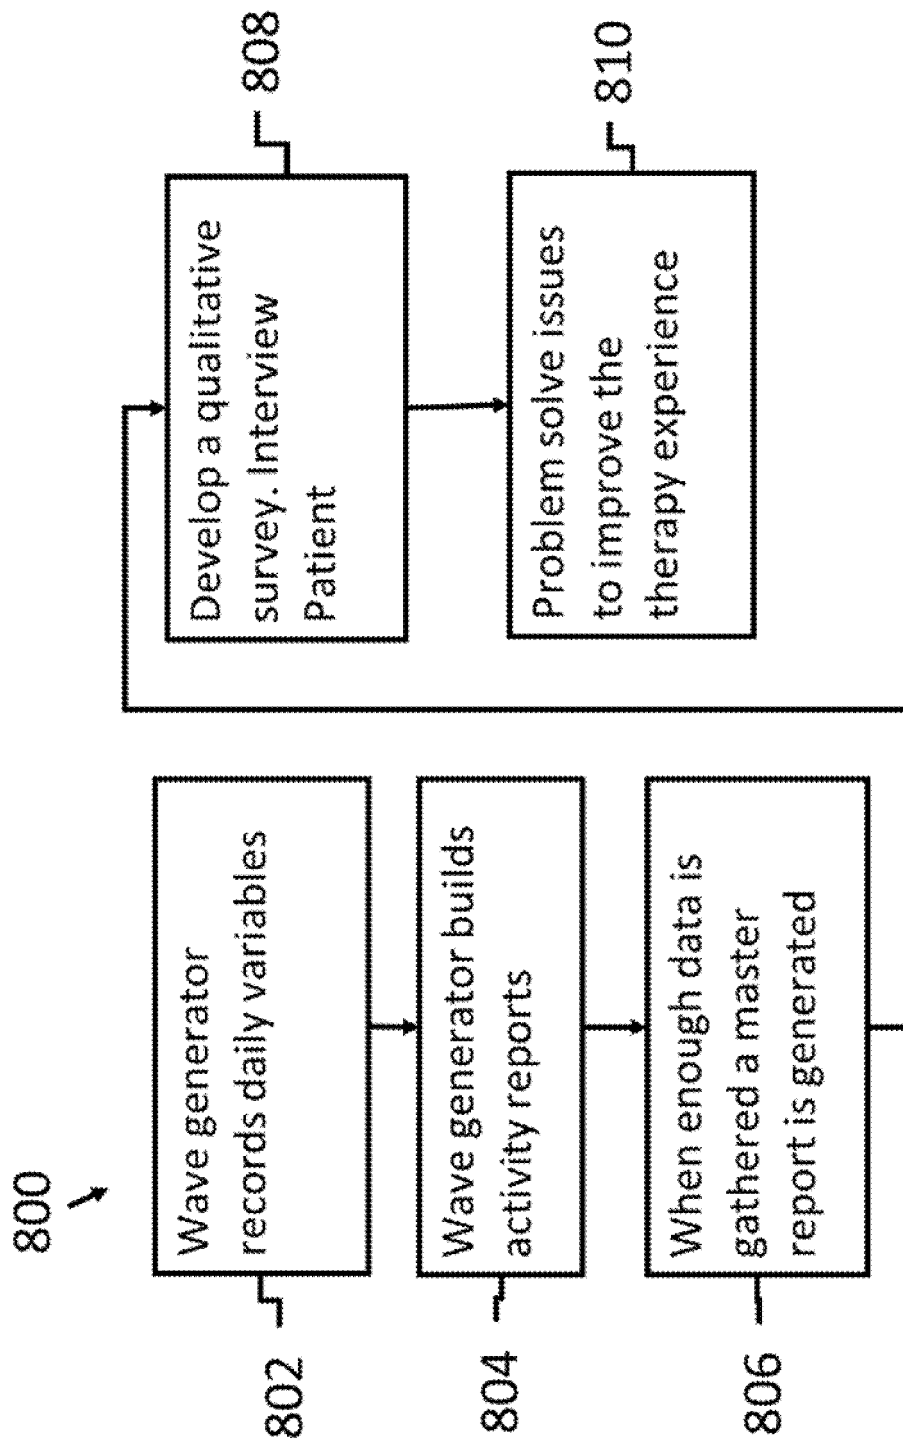 800
802
Wave generator
records daily variables
804
Wave generator builds
activity reports
806
When enough data is
gathered a master
report is generated
808
Develop a qualitative
survey. Interview
Patient
810
Problem solve issues
to improve the
therapy experience